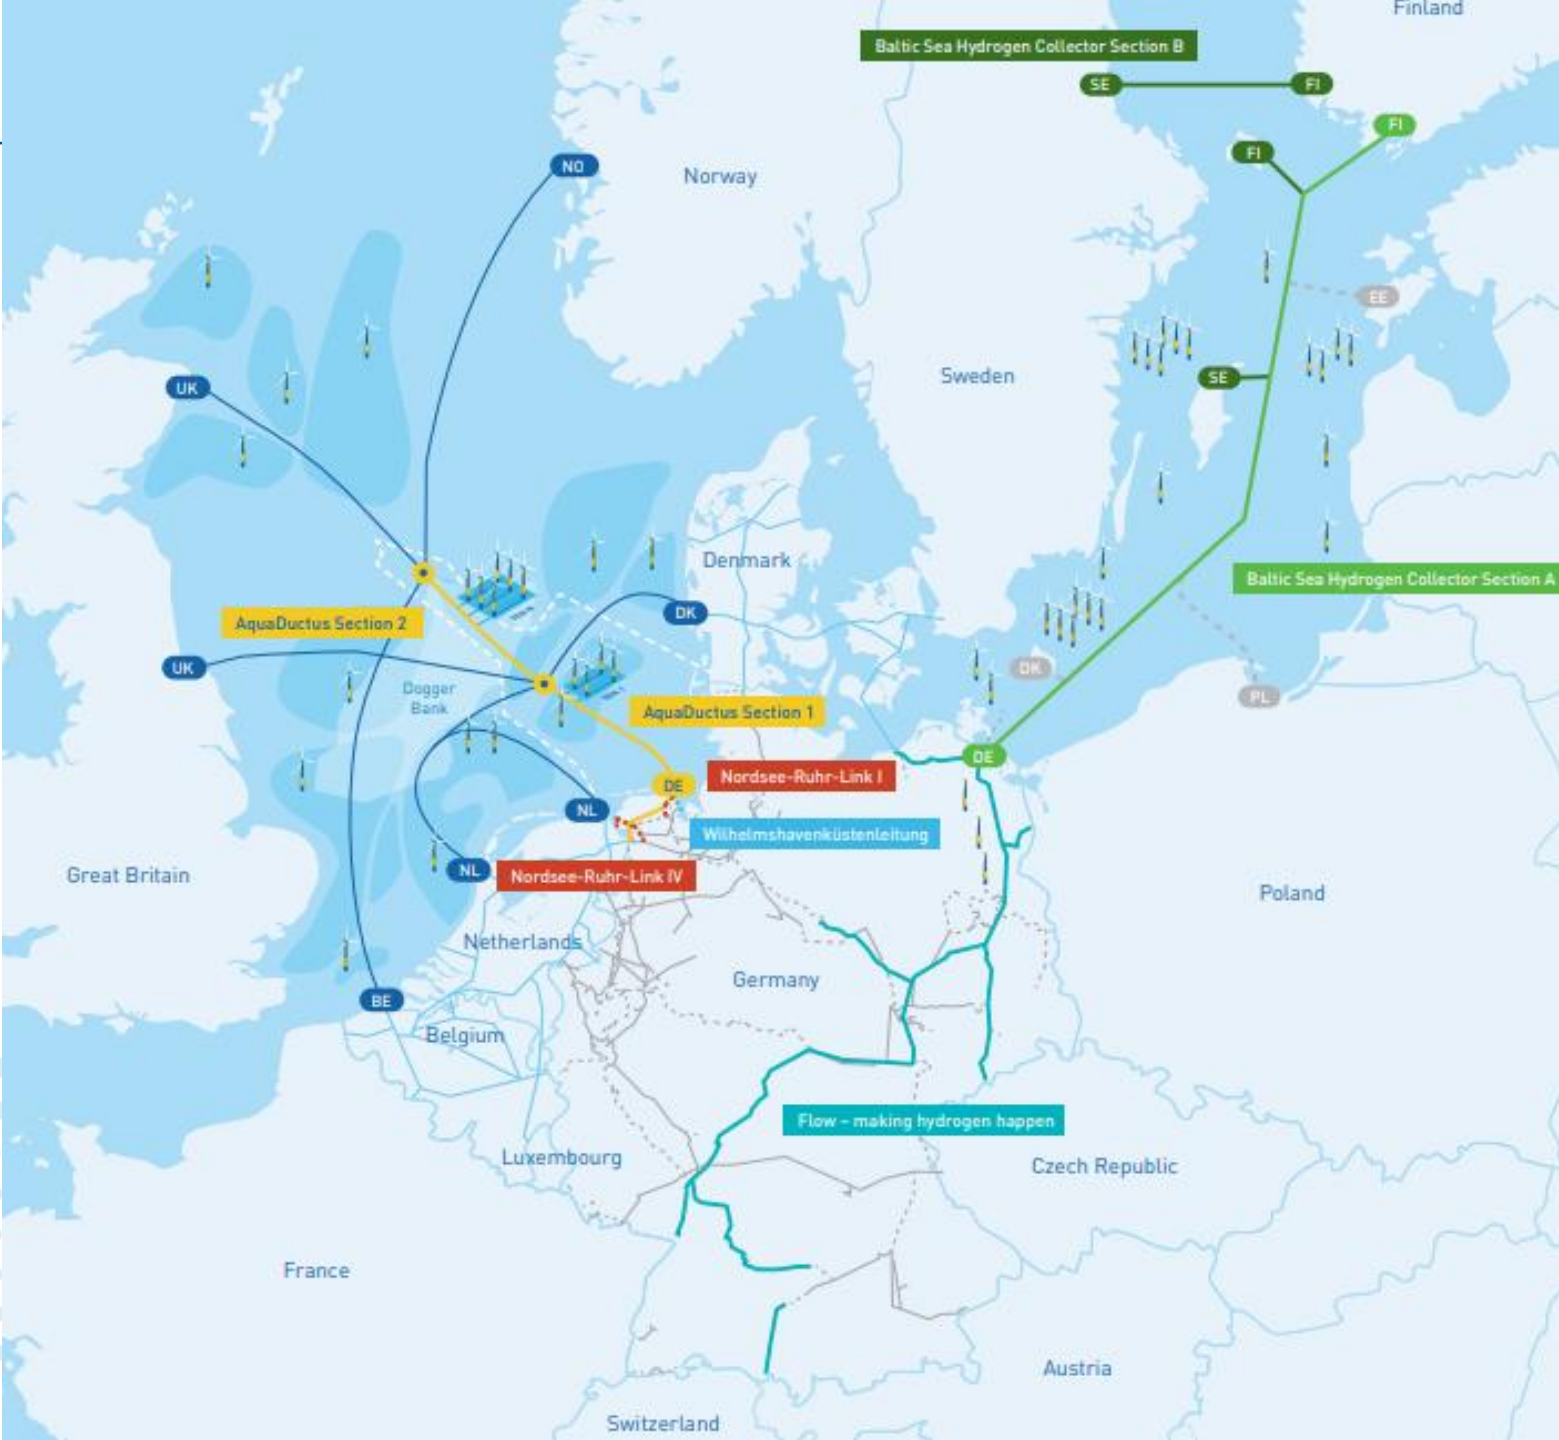 Finland
Baltic Sea Hydrogen Collector Section B
SE
FI
FI
FI
NO
Norway
EE
Sweden
SE
UK
Denmark
Baltic Sea Hydrogen Collector Section A
DK
AquaDuctus Section 2
UK
DK
PL
Dogger
Bank
AquaDuctus Section 1
DE
Nordsee-Ruhr-Link I
DE
NL
Wilhelmshavenküstenleitung
NL
Nordsee-Ruhr-Link IV
Great Britain
Poland
Netherlands
Germany
BE
Belgium
Flow – making hydrogen happen
Luxembourg
Czech Republic
France
Austria
Switzerland